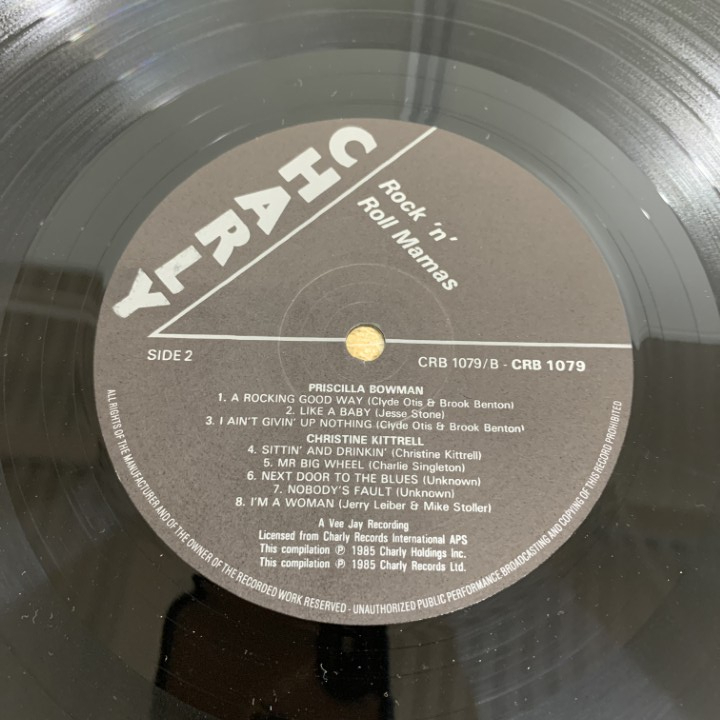 CHARLY
Rock 'n'
Roll Mamas
SIDE 2
CRB 1079/B - CRB 1079
PRISCILLA BOWMAN
1. A ROCKING GOOD WAY (Clyde Otis & Brook Benton)
2. LIKE A BABY (Jesse Stone)
3. I AIN'T GIVIN' UP NOTHING (Clyde Otis & Brook Benton)
CHRISTINE KITTRELL
4. SITTIN' AND DRINKIN' (Christine Kittrell)
5. MR BIG WHEEL (Charlie Singleton)
6. NEXT DOOR TO THE BLUES (Unknown)
7. NOBODY'S FAULT (Unknown)
8. I'M A WOMAN (Jerry Leiber & Mike Stoller)
A Vee Jay Recording
Licensed from Charly Records International APS
This compilation ℗ 1985 Charly Holdings Inc.
This compilation ℗ 1985 Charly Records Ltd.
ALL RIGHTS OF THE MANUFACTURER AND OF THE OWNER OF THE RECORDED WORK RESERVED - UNAUTHORIZED PUBLIC PERFORMANCE BROADCASTING AND COPYING OF THIS RECORD PROHIBITED